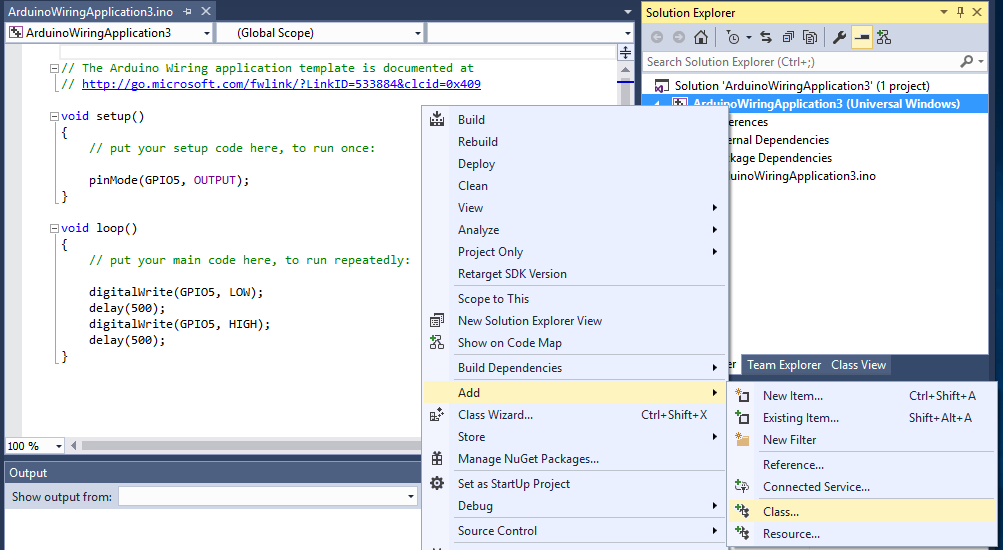 ArduinoWiringApplication3.ino
ArduinoWiringApplication3
(Global Scope)
// The Arduino Wiring application template is documented at
// http://go.microsoft.com/fwlink/?LinkID=533884&clcid=0x409
void setup()
{
// put your setup code here, to run once:
pinMode(GPIO5, OUTPUT);
}
void loop()
{
// put your main code here, to run repeatedly:
digitalWrite(GPIO5, LOW);
delay(500);
digitalWrite(GPIO5, HIGH);
delay(500);
}
100 %
Output
Show output from:
Build
Rebuild
Deploy
Clean
View
Analyze
Project Only
Retarget SDK Version
Scope to This
New Solution Explorer View
Show on Code Map
Build Dependencies
Add
Class Wizard... Ctrl+Shift+X
Store
Manage NuGet Packages...
Set as StartUp Project
Debug
Source Control
Solution Explorer
Search Solution Explorer (Ctrl+;)
Solution 'ArduinoWiringApplication3' (1 project)
ArduinoWiringApplication3 (Universal Windows)
erences
rnal Dependencies
kage Dependencies
duinoWiringApplication3.ino
er Team Explorer Class View
New Item... Ctrl+Shift+A
Existing Item... Shift+Alt+A
New Filter
Reference...
Connected Service...
Class...
Resource...